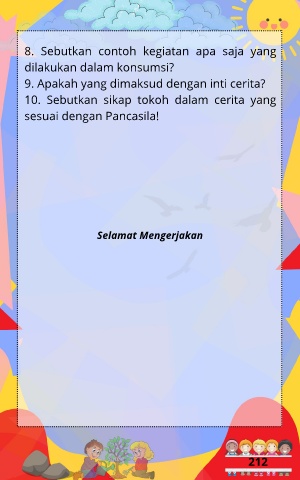 8. Sebutkan contoh kegiatan apa saja yang
dilakukan dalam konsumsi?
9. Apakah yang dimaksud dengan inti cerita?
10. Sebutkan sikap tokoh dalam cerita yang
sesuai dengan Pancasila!
Selamat Mengerjakan
212